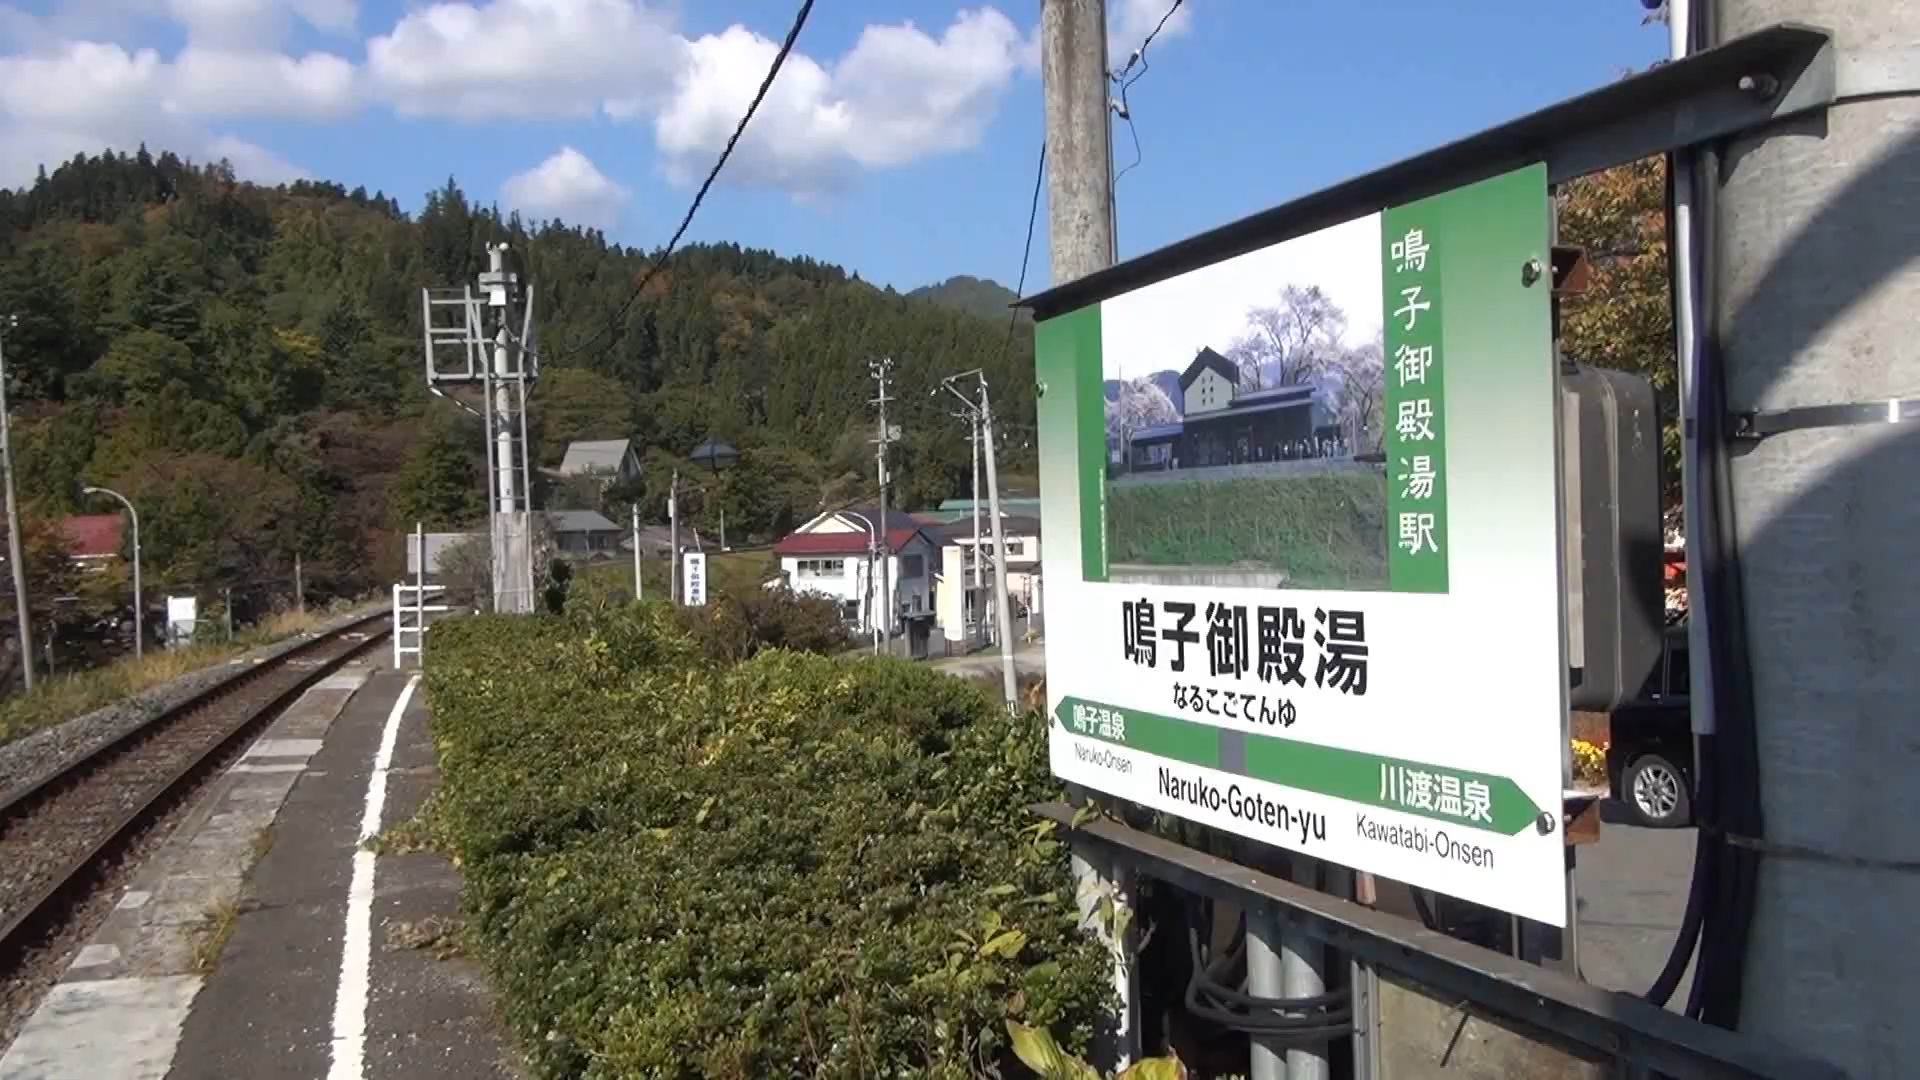 鳴子御殿湯駅
鳴子御殿湯
なるこごてんゆ
鳴子温泉
Naruko-Onsen
川渡温泉
Kawatabi-Onsen
Naruko-Goten-yu